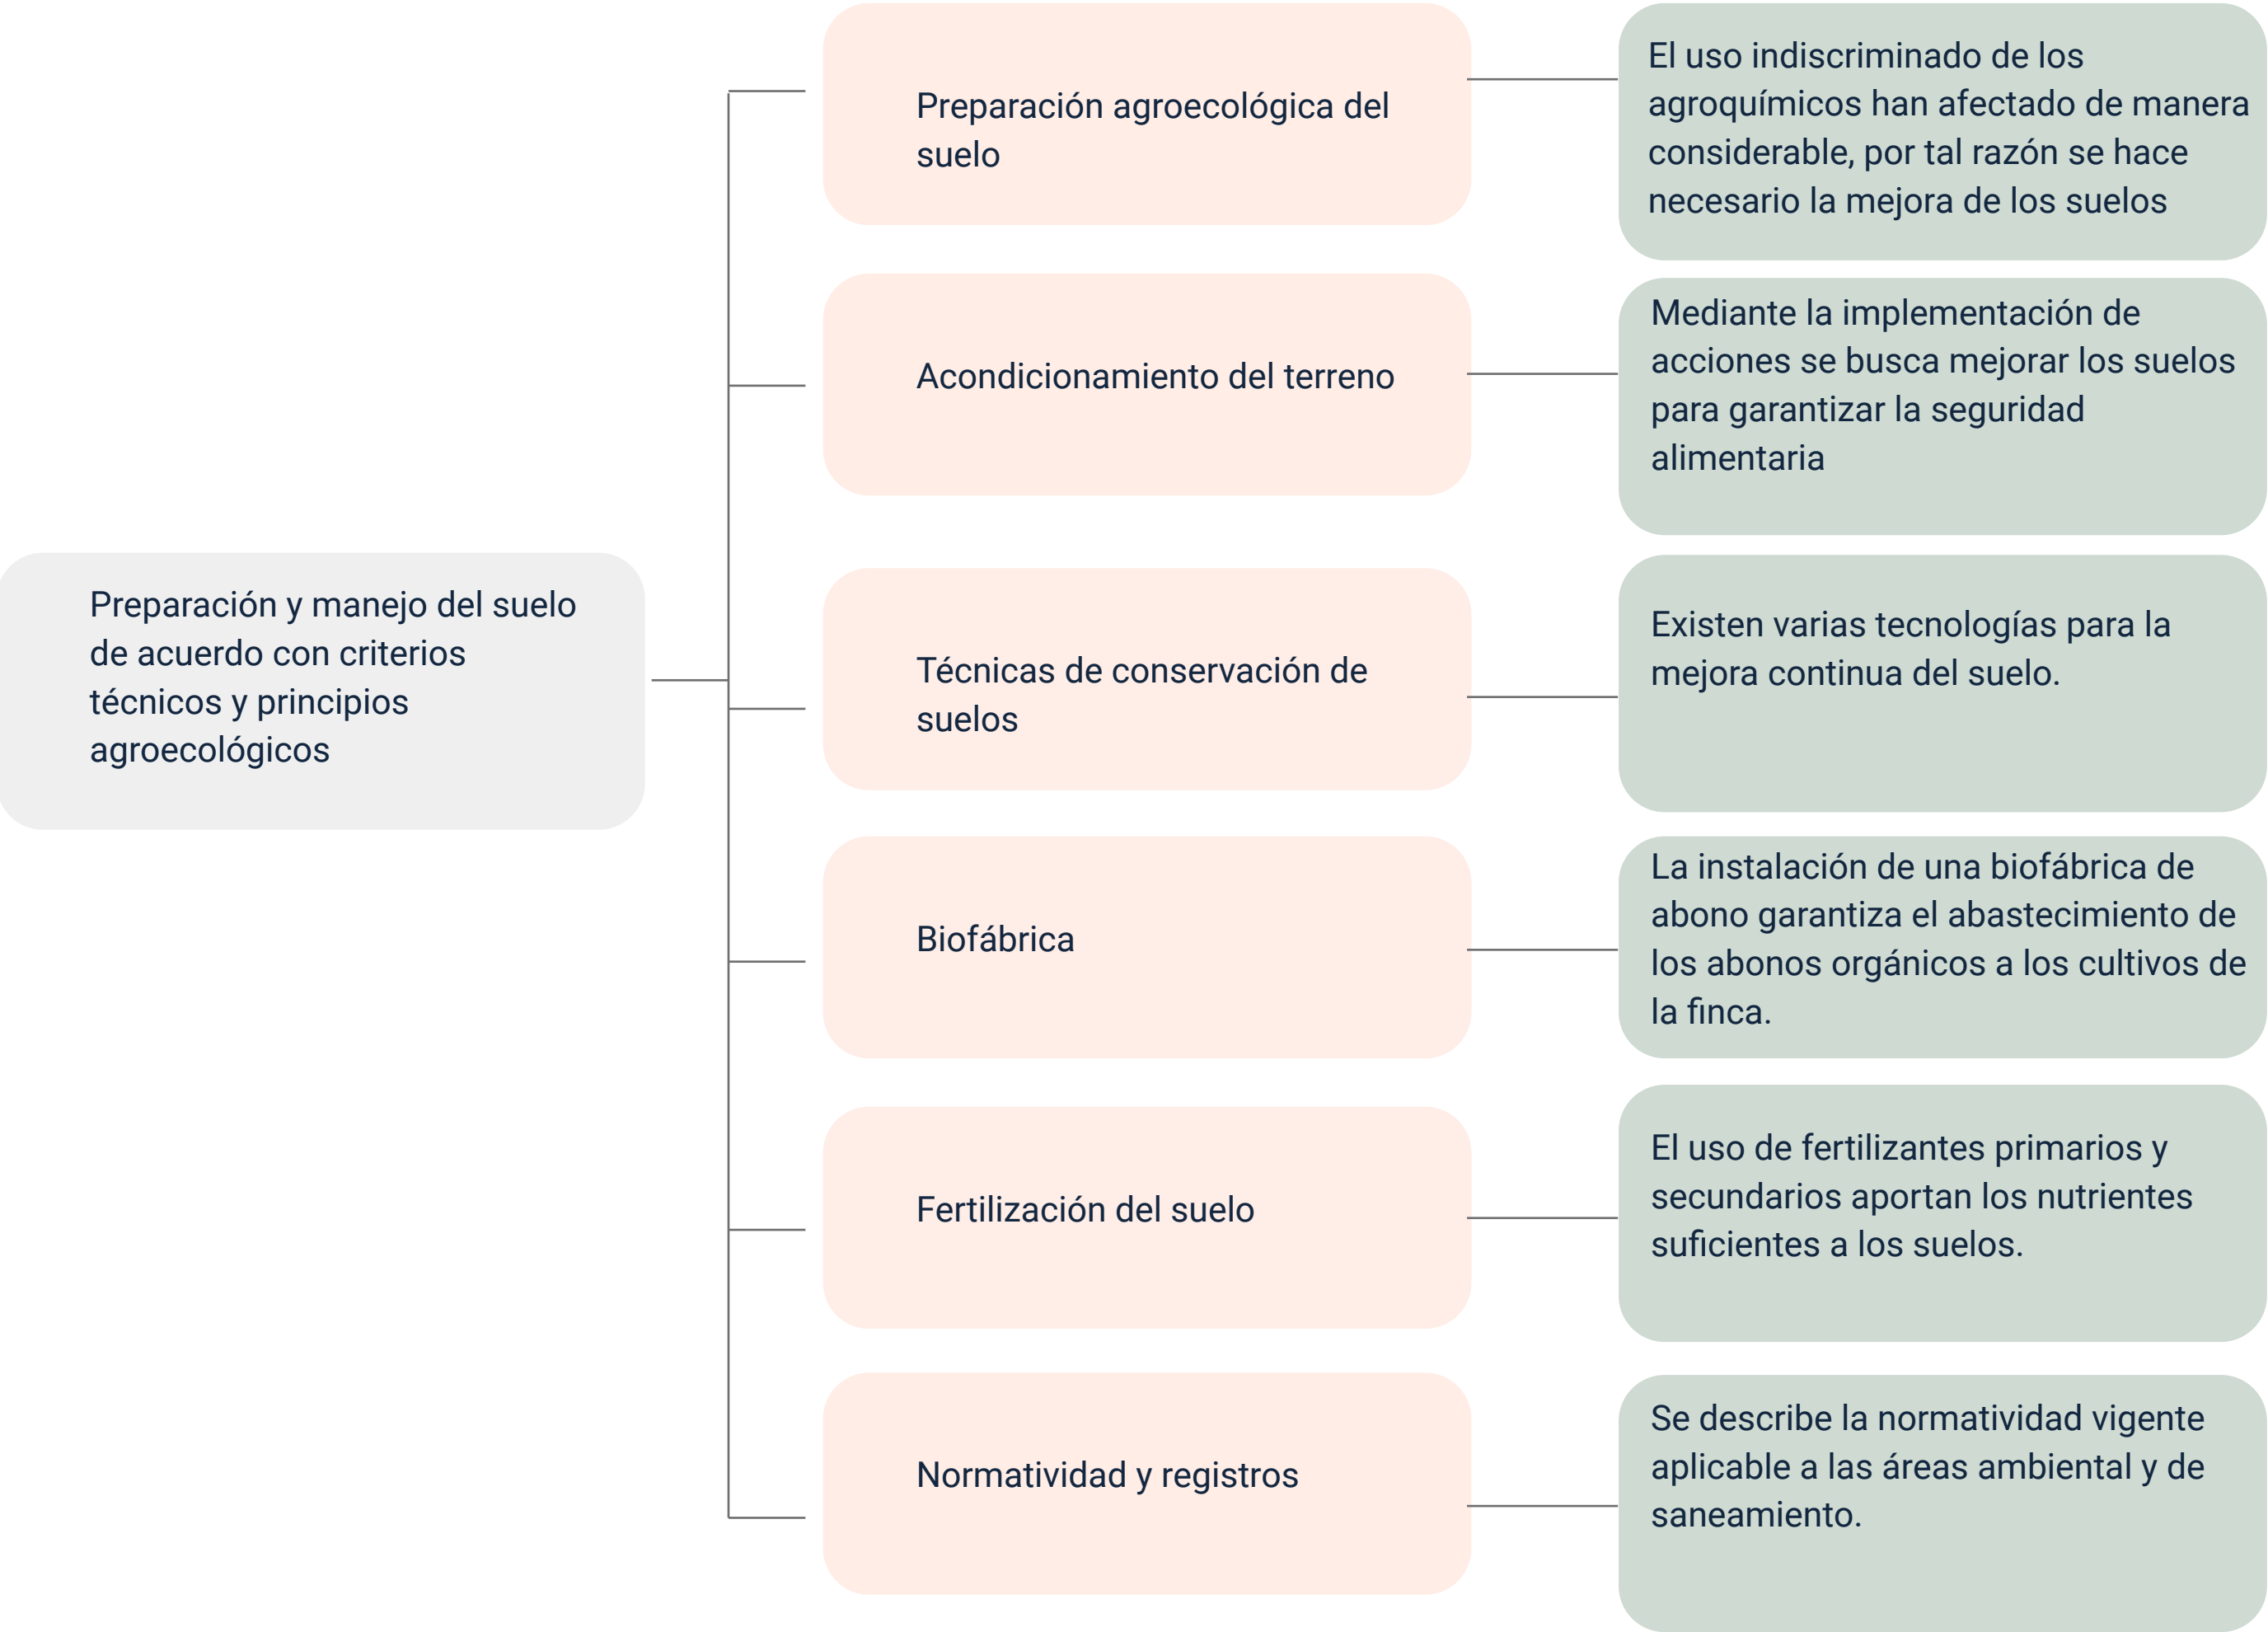 Preparación y manejo del suelo
de acuerdo con criterios
técnicos y principios
agroecológicos
Preparación agroecológica del
suelo
El uso indiscriminado de los
agroquímicos han afectado de manera
considerable, por tal razón se hace
necesario la mejora de los suelos
Acondicionamiento del terreno
Mediante la implementación de
acciones se busca mejorar los suelos
para garantizar la seguridad
alimentaria
Técnicas de conservación de
suelos
Existen varias tecnologías para la
mejora continua del suelo.
Biofábrica
La instalación de una biofábrica de
abono garantiza el abastecimiento de
los abonos orgánicos a los cultivos de
la finca.
Fertilización del suelo
El uso de fertilizantes primarios y
secundarios aportan los nutrientes
suficientes a los suelos.
Normatividad y registros
Se describe la normatividad vigente
aplicable a las áreas ambiental y de
saneamiento.